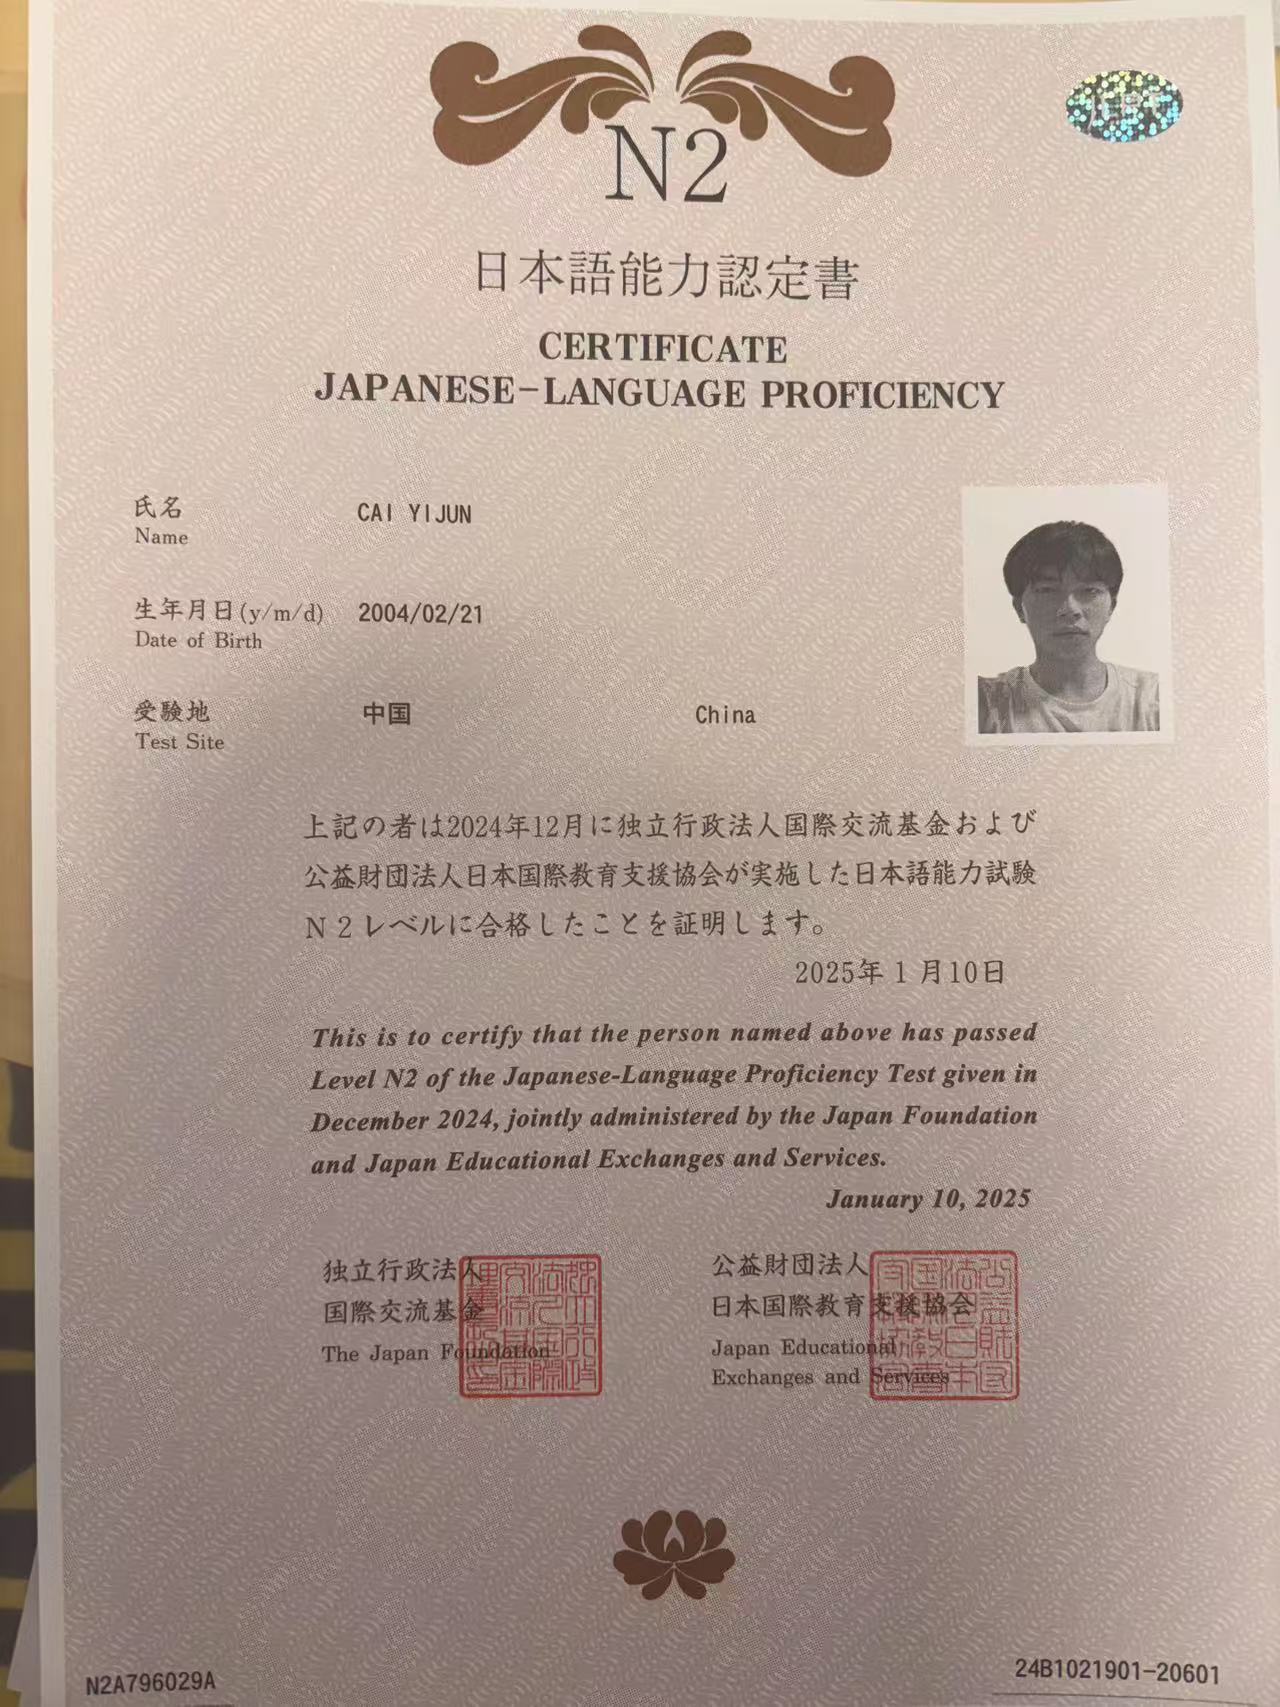 JLPT
N2
日本語能力認定書
CERTIFICATE
JAPANESE-LANGUAGE PROFICIENCY
氏名
Name
CAI YIJUN
生年月日(y/m/d)
Date of Birth
2004/02/21
受験地
Test Site
中国
China
上記の者は2024年12月に独立行政法人国際交流基金および
公益財団法人日本国際教育支援協会が実施した日本語能力試験
N2レベルに合格したことを証明します。
2025年1月10日
This is to certify that the person named above has passed
Level N2 of the Japanese-Language Proficiency Test given in
December 2024, jointly administered by the Japan Foundation
and Japan Educational Exchanges and Services.
January 10, 2025
独立行政法人
国際交流基金
The Japan Foundation
公益財団法人
日本国際教育支援協会
Japan Educational
Exchanges and Services
N2A796029A
24B1021901-20601